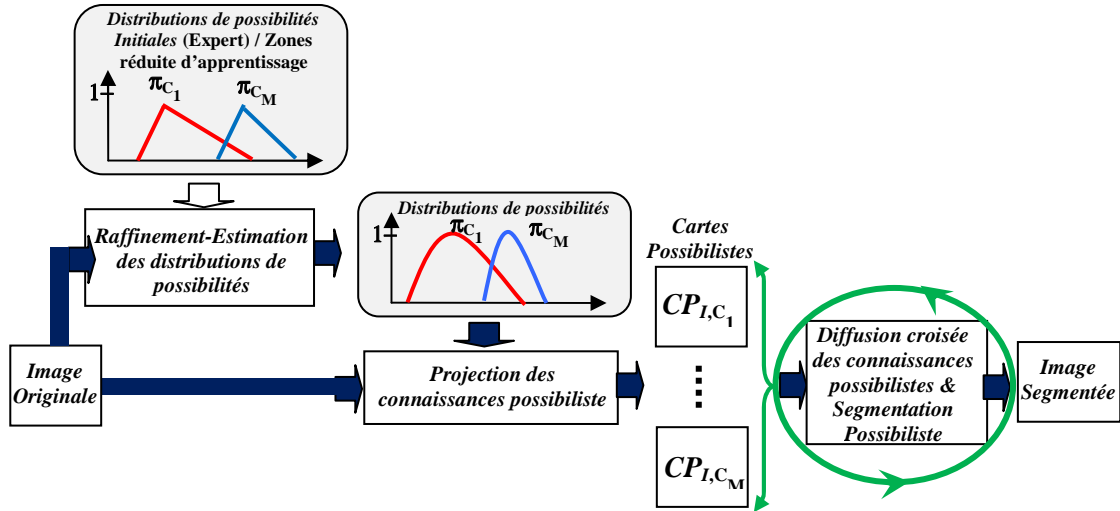 Distributions de possibilités
Initiales (Expert) / Zones
réduite d'apprentissage
1
πC1
πCM
Raffinement-Estimation
des distributions de
possibilités
Distributions de possibilités
1
πC1
πCM
Cartes
Possibilistes
CPI,C1
CPI,CM
Image
Originale
Projection des
connaissances possibiliste
Diffusion croisée
des connaissances
possibilistes &
Segmentation
Possibiliste
Image
Segmentée